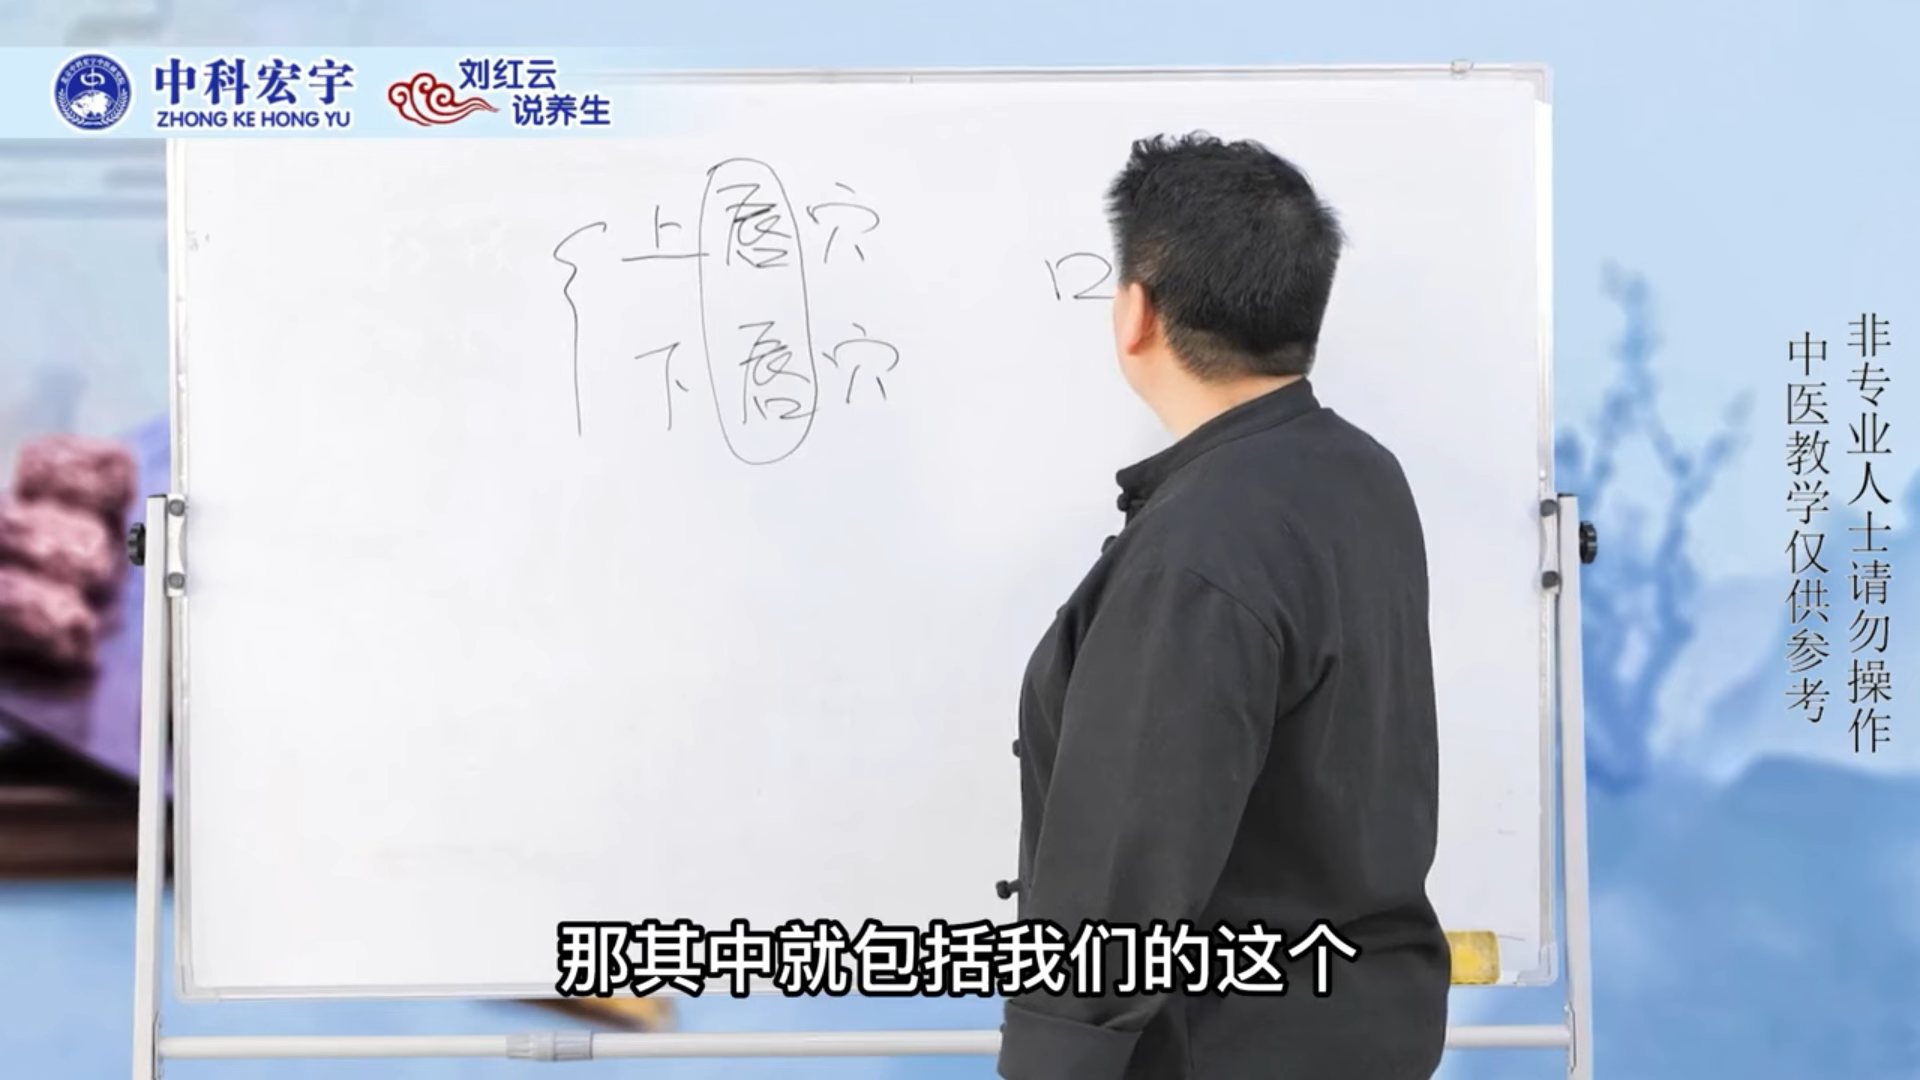 中科宏宇
ZHONG KE HONG YU
刘红云
说养生
上唇穴
口
下唇穴
非专业人士请勿操作
中医教学仅供参考
那其中就包括我们的这个